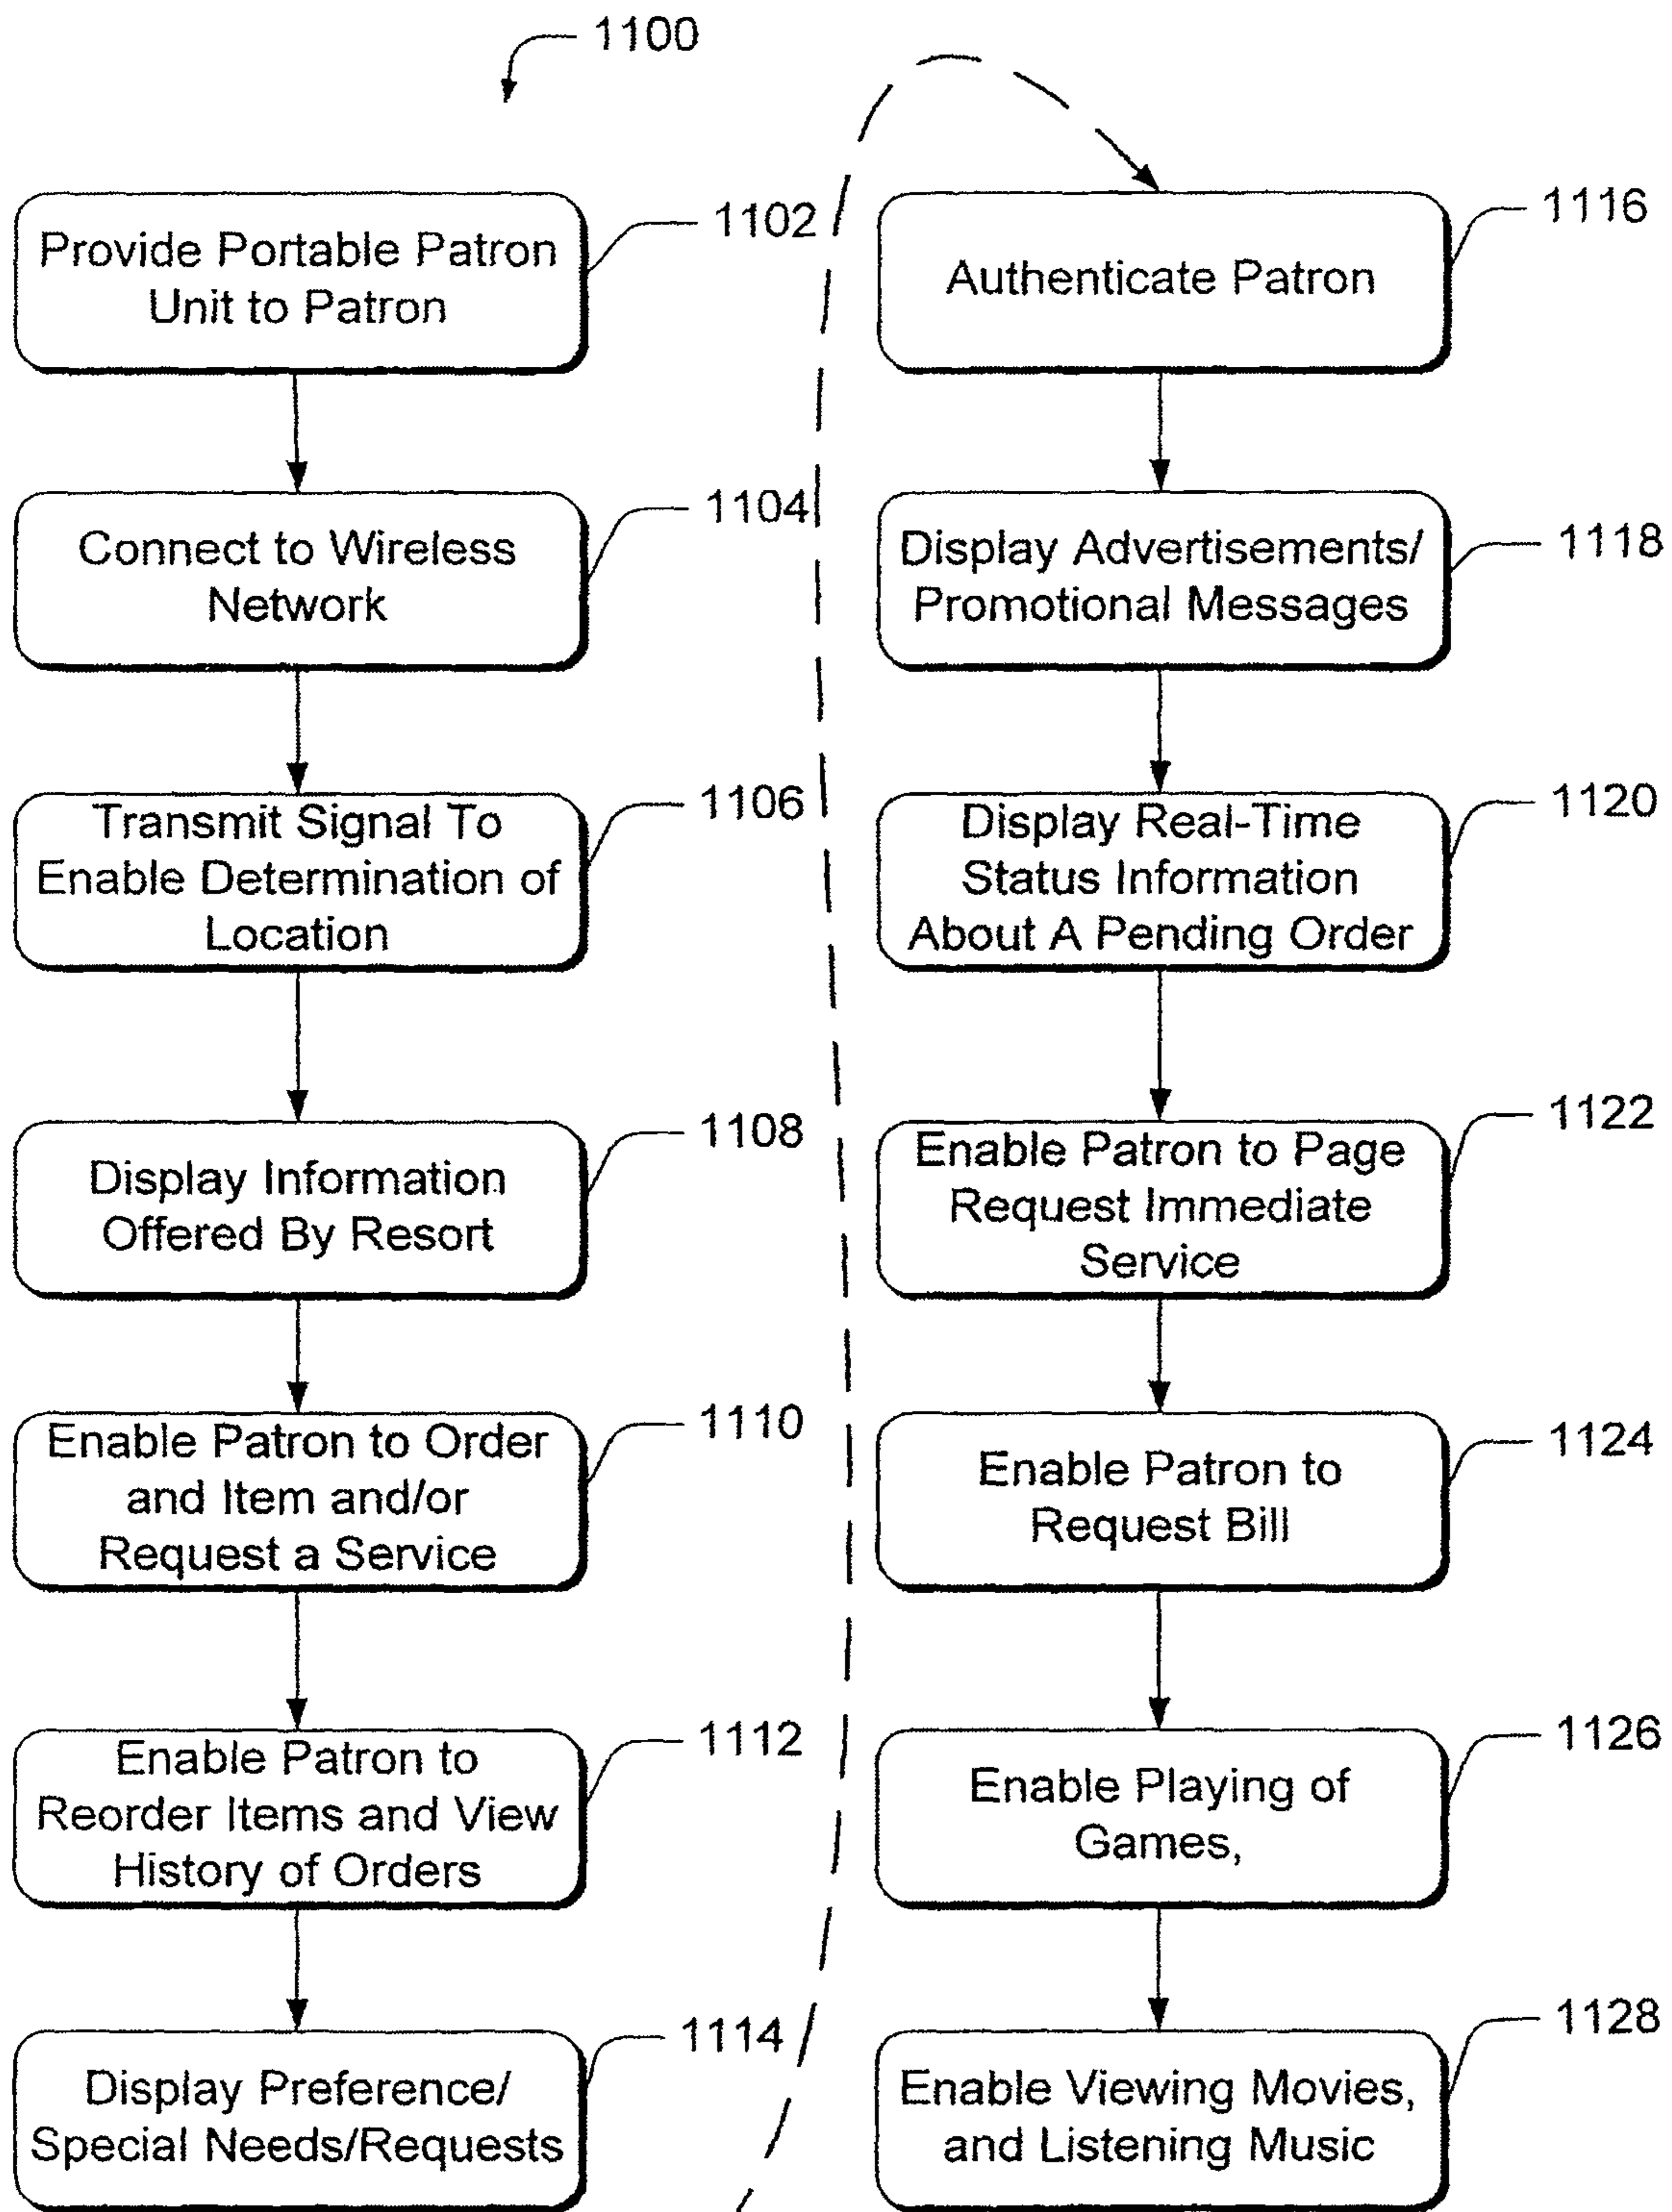 1100
Provide Portable Patron
Unit to Patron
1102
Connect to Wireless
Network
1104
Transmit Signal To
Enable Determination of
Location
1106
Display Information
Offered By Resort
1108
Enable Patron to Order
and Item and/or
Request a Service
1110
Enable Patron to
Reorder Items and View
History of Orders
1112
Display Preference/
Special Needs/Requests
1114
Authenticate Patron
1116
Display Advertisements/
Promotional Messages
1118
Display Real-Time
Status Information
About A Pending Order
1120
Enable Patron to Page
Request Immediate
Service
1122
Enable Patron to
Request Bill
1124
Enable Playing of
Games,
1126
Enable Viewing Movies,
and Listening Music
1128